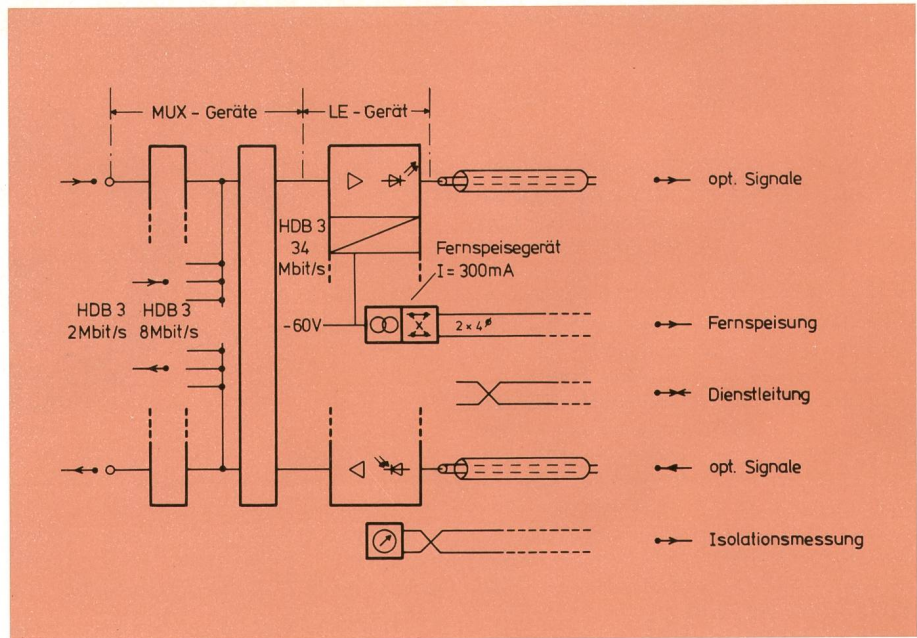 MUX - Geräte
LE - Gerät
opt. Signale
HDB 3
34
Mbit/s
Fernspeisegerät
I = 300mA
HDB 3
2Mbit/s
HDB 3
8Mbit/s
-60V
2 x 4
Fernspeisung
Dienstleitung
opt. Signale
Isolationsmessung